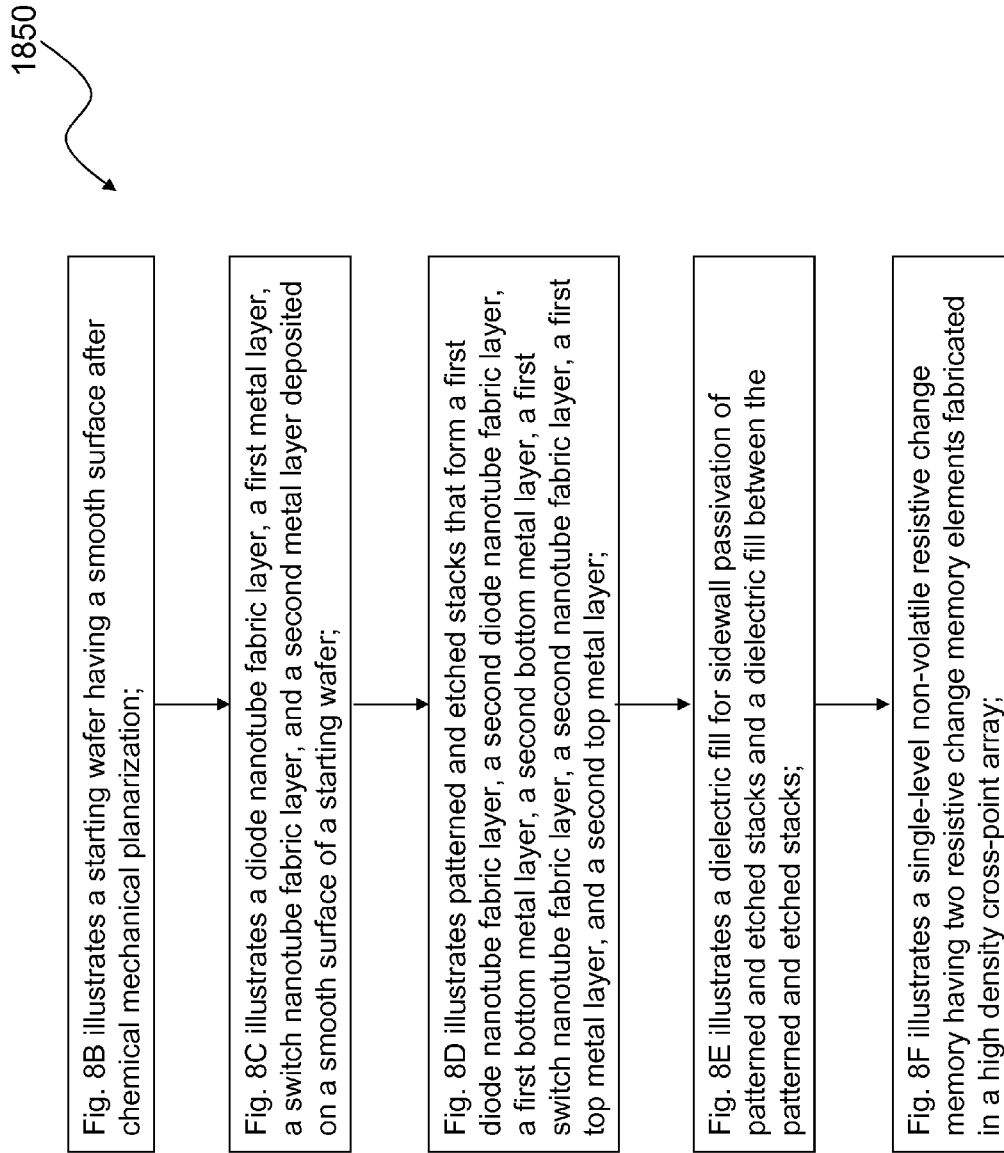 1850
Fig. 8B illustrates a starting wafer having a smooth surface after
chemical mechanical planarization;
Fig. 8C illustrates a diode nanotube fabric layer, a first metal layer,
a switch nanotube fabric layer, and a second metal layer deposited
on a smooth surface of a starting wafer;
Fig. 8D illustrates patterned and etched stacks that form a first
diode nanotube fabric layer, a second diode nanotube fabric layer,
a first bottom metal layer, a second bottom metal layer, a first
switch nanotube fabric layer, a second nanotube fabric layer, a first
top metal layer, and a second top metal layer;
Fig. 8E illustrates a dielectric fill for sidewall passivation of
patterned and etched stacks and a dielectric fill between the
patterned and etched stacks;
Fig. 8F illustrates a single-level non-volatile resistive change
memory having two resistive change memory elements fabricated
in a high density cross-point array;